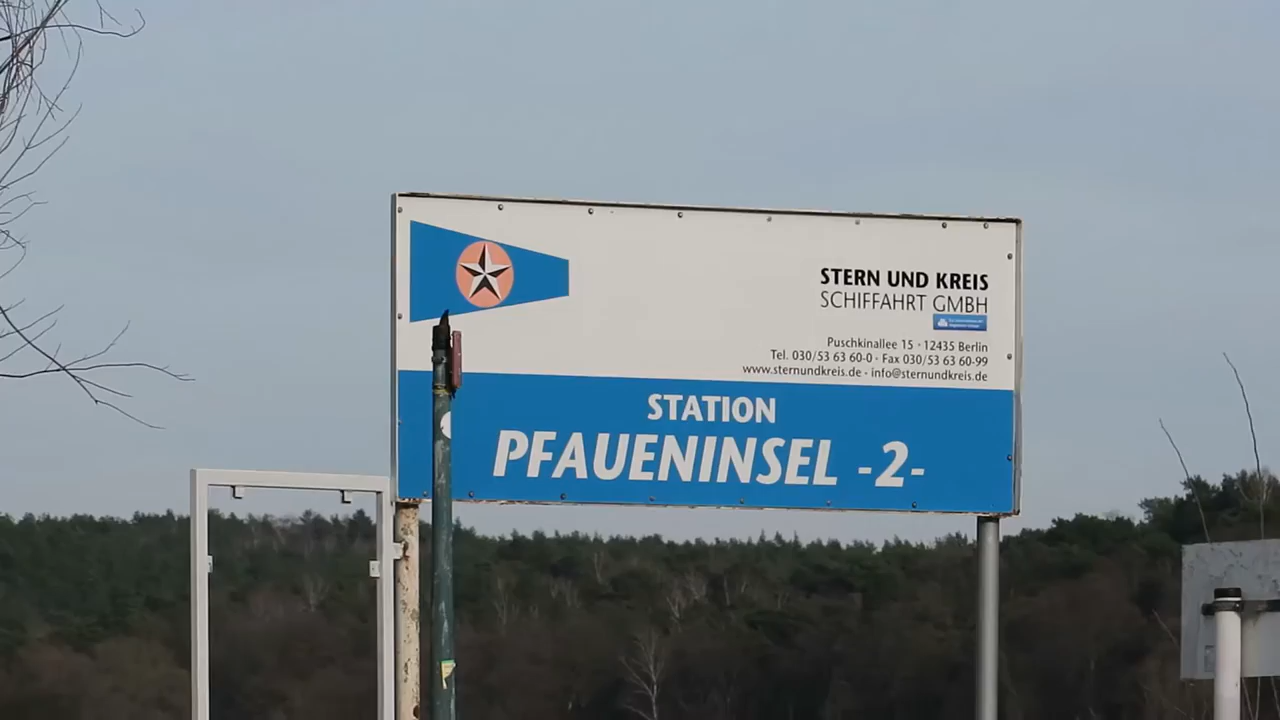 STERN UND KREIS
SCHIFFAHRT GMBH
Puschkinallee 15 · 12435 Berlin
Tel. 030/53 63 60-0 · Fax 030/53 63 60-99
www.sternundkreis.de · info@sternundkreis.de
STATION
PFAUENINSEL -2-